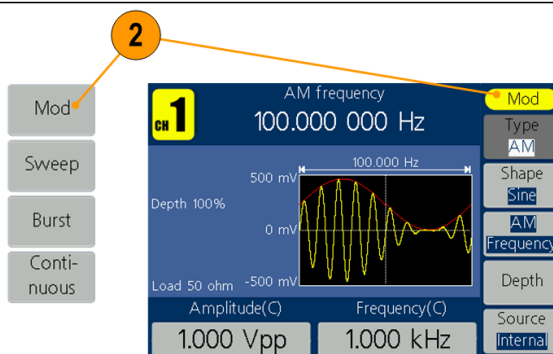 2
Mod
Sweep
Burst
Conti-
nuous
CH 1
AM frequency
100.000 000 Hz
100.000 Hz
500 mV
Depth 100%
0 mV
Load 50 ohm
-500 mV
Amplitude(C)
Frequency(C)
1.000 Vpp
1.000 kHz
Mod
Type
AM
Shape
Sine
AM
Frequency
Depth
Source
Internal